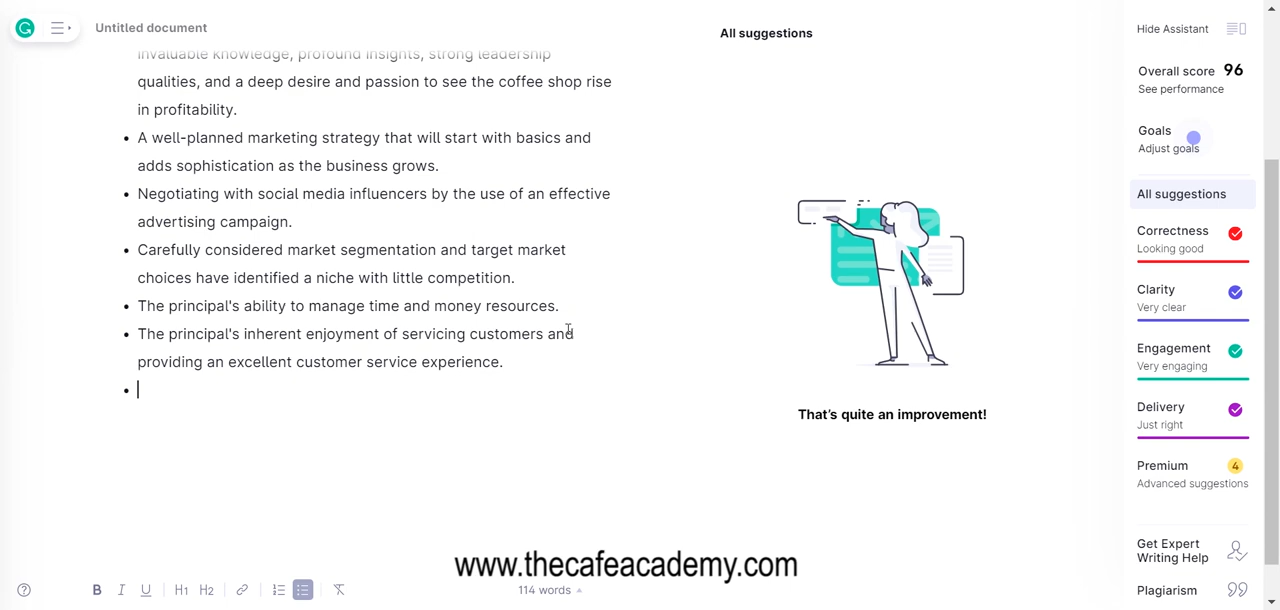 Untitled document
All suggestions
Hide Assistant
invaluable knowledge, profound insights, strong leadership
qualities, and a deep desire and passion to see the coffee shop rise
in profitability.
• A well-planned marketing strategy that will start with basics and
adds sophistication as the business grows.
• Negotiating with social media influencers by the use of an effective
advertising campaign.
• Carefully considered market segmentation and target market
choices have identified a niche with little competition.
• The principal's ability to manage time and money resources.
• The principal's inherent enjoyment of servicing customers and
providing an excellent customer service experience.
•
That's quite an improvement!
Overall score 96
See performance
Goals
Adjust goals
All suggestions
Correctness
Looking good
Clarity
Very clear
Engagement
Very engaging
Delivery
Just right
Premium 4
Advanced suggestions
Get Expert
Writing Help
Plagiarism
www.thecafeacademy.com
B I U H1 H2
114 words